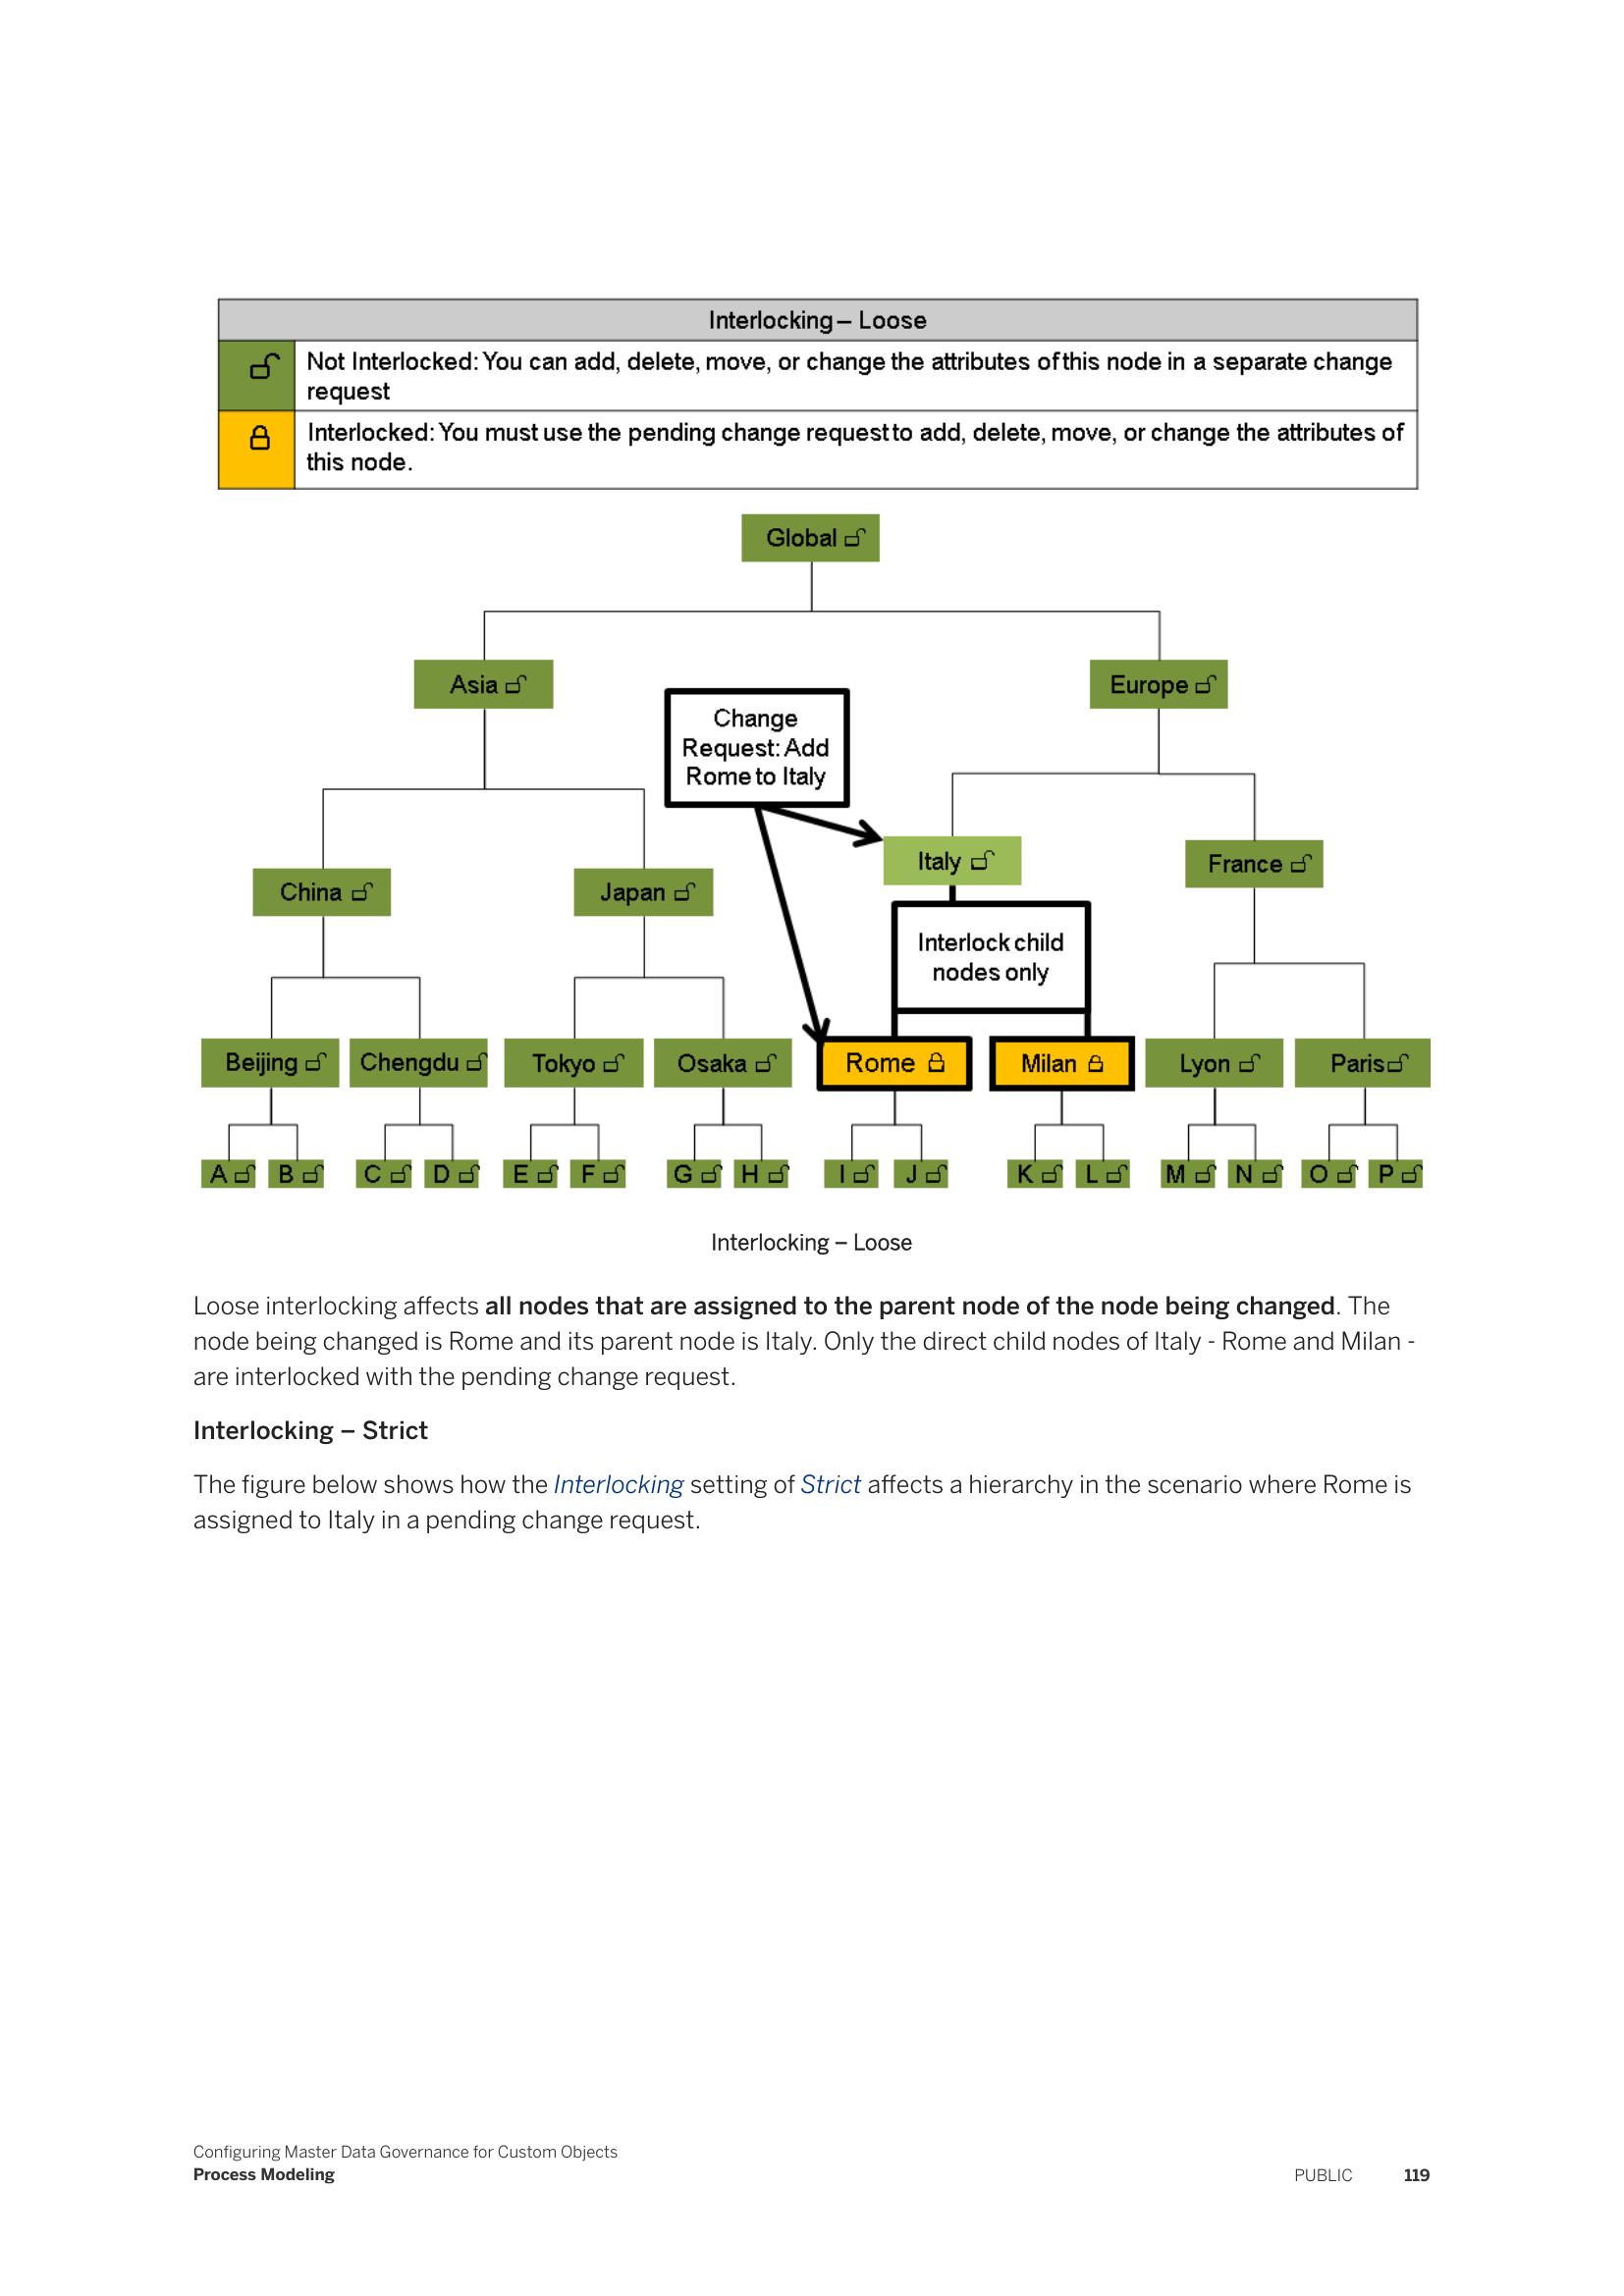 Interlocking – Loose
Not Interlocked: You can add, delete, move, or change the attributes of this node in a separate change
request
Interlocked: You must use the pending change request to add, delete, move, or change the attributes of
this node.
Global
Asia
Europe
Change
Request: Add
Rome to Italy
Italy
France
China
Japan
Interlock child
nodes only
Beijing
Chengdu
Tokyo
Osaka
Rome
Milan
Lyon
Paris
A
B
C
D
E
F
G
H
I
J
K
L
M
N
O
P
Interlocking – Loose
Loose interlocking affects all nodes that are assigned to the parent node of the node being changed. The
node being changed is Rome and its parent node is Italy. Only the direct child nodes of Italy - Rome and Milan -
are interlocked with the pending change request.
Interlocking – Strict
The figure below shows how the Interlocking setting of Strict affects a hierarchy in the scenario where Rome is
assigned to Italy in a pending change request.
Configuring Master Data Governance for Custom Objects
Process Modeling
PUBLIC 119